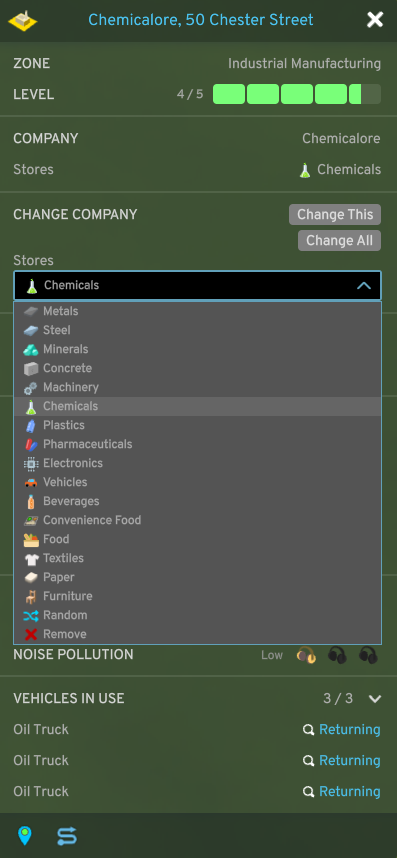 Chemicalore, 50 Chester Street
ZONE Industrial Manufacturing
LEVEL 4 / 5
COMPANY Chemicalore
Stores Chemicals
CHANGE COMPANY Change This
Change All
Stores
Chemicals
Metals
Steel
Minerals
Concrete
Machinery
Chemicals
Plastics
Pharmaceuticals
Electronics
Vehicles
Beverages
Convenience Food
Food
Textiles
Paper
Furniture
Random
Remove
NOISE POLLUTION Low
VEHICLES IN USE 3 / 3
Oil Truck Returning
Oil Truck Returning
Oil Truck Returning